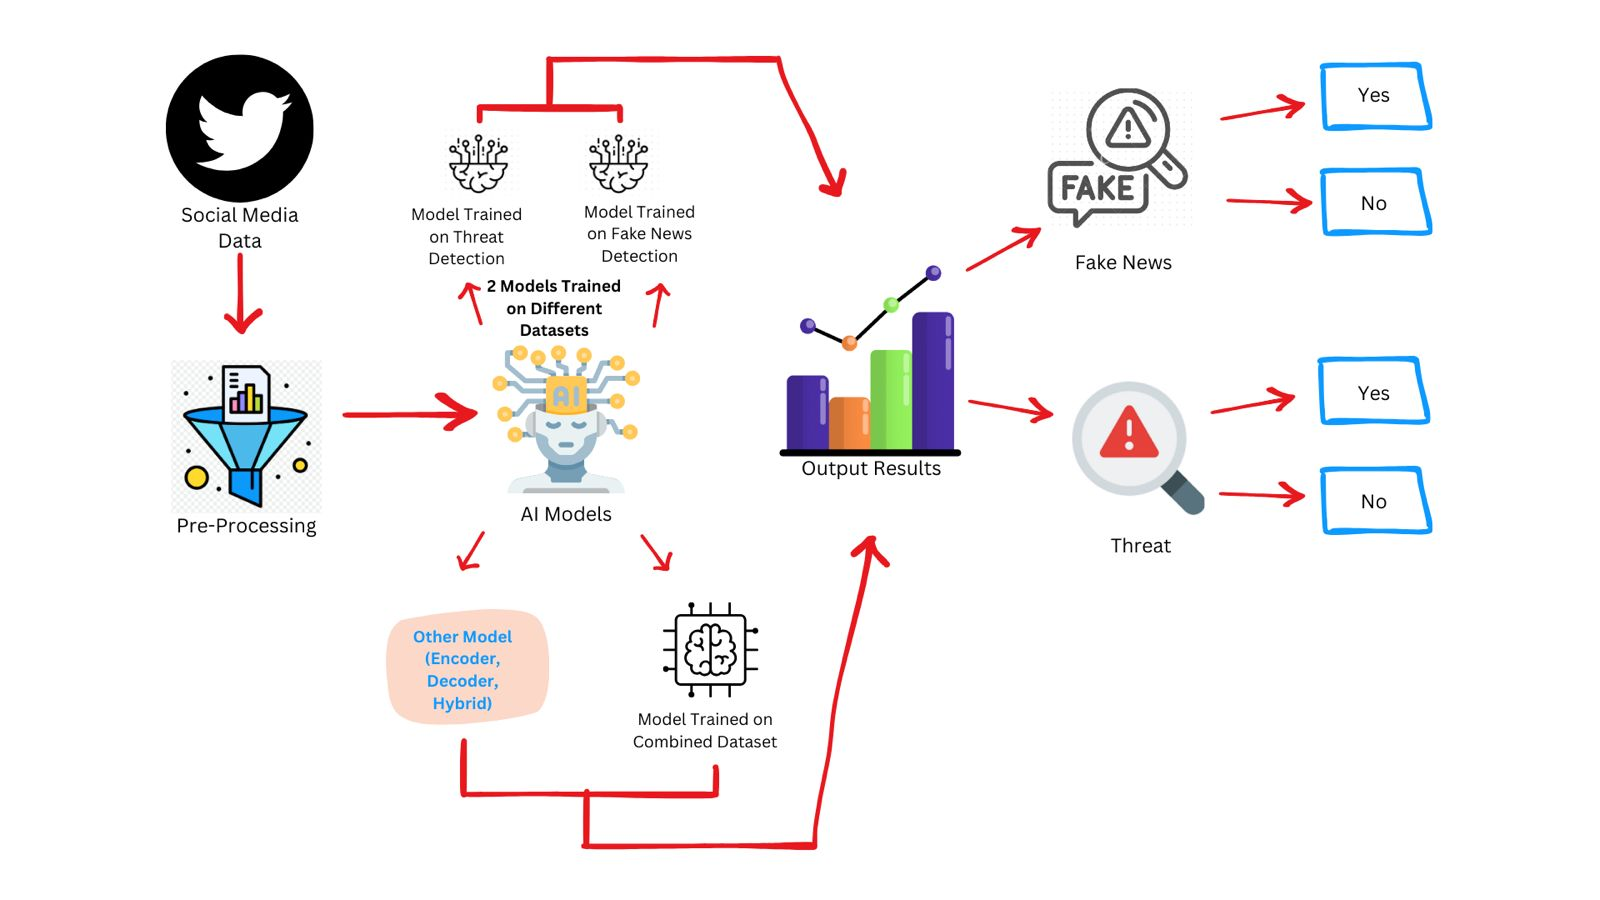 Social Media
Data
Pre-Processing
Model Trained
on Threat
Detection
Model Trained
on Fake News
Detection
2 Models Trained
on Different
Datasets
AI
AI Models
Other Model
(Encoder,
Decoder,
Hybrid)
Model Trained on
Combined Dataset
Output Results
FAKE
Fake News
Yes
No
Threat
Yes
No